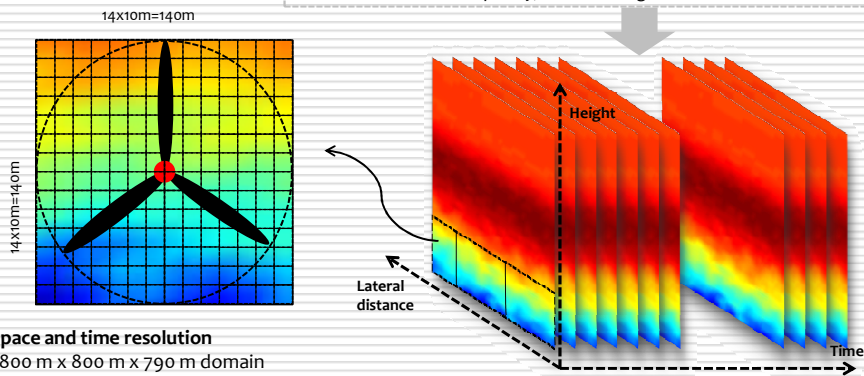 14x10m=140m
Height
14x10m=140m
Lateral
distance
pace and time resolution
800 m x 800 m x 790 m domain
Time